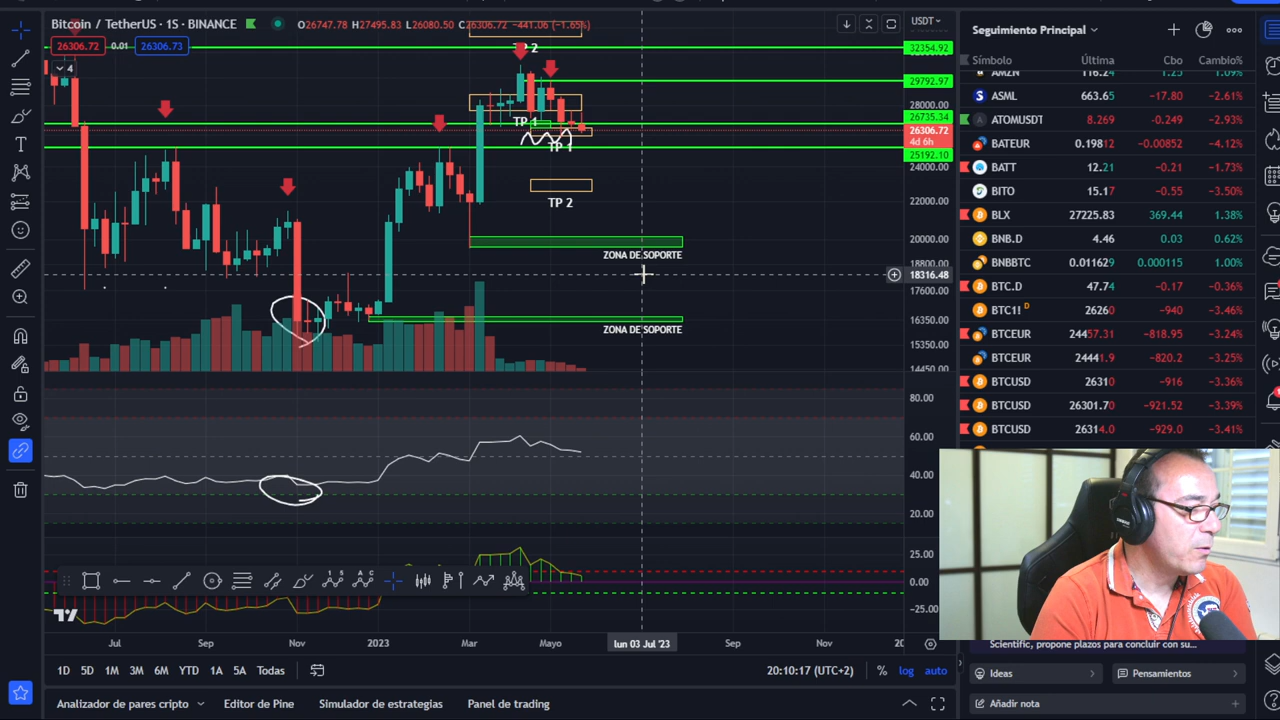 Bitcoin / TetherUS · 1S · BINANCE O26747.78 H27495.83 L26080.50 C26306.72 -441.06 (-1.65%)
USDT
26306.72 0.01 26306.73
4
TP 2
TP 1
TP 1
TP 2
ZONA DE SOPORTE
ZONA DE SOPORTE
32354.92
29792.97
28000.00
26735.34
26306.72
4d 6h
25192.10
24000.00
22000.00
20000.00
18316.48
17600.00
16350.00
15350.00
14450.00
80.00
60.00
40.00
20.00
25.00
0.00
−25.00
Jul Sep Nov 2023 Mar Mayo lun 03 Jul '23 Sep Nov
1D 5D 1M 3M 6M YTD 1A 5A Todas
20:10:17 (UTC+2) % log auto
Analizador de pares cripto Editor de Pine Simulador de estrategias Panel de trading
Seguimiento Principal
Símbolo Última Cbo Cambio%
AMZN 116.24 1.25 1.09%
ASML 663.65 −17.80 −2.61%
ATOMUSDT 8.269 −0.249 −2.93%
BATEUR 0.19812 −0.00852 −4.12%
BATT 12.21 −0.21 −1.73%
BITO 15.17 −0.55 −3.50%
BLX 27225.83 369.44 1.38%
BNB.D 4.46 0.03 0.62%
BNBBTC 0.01162900 0.000115 1.00%
BTC.D 47.74 −0.17 −0.36%
BTC1! D 26260 −940 −3.46%
BTCEUR 24457.31 −818.95 −3.24%
BTCEUR 24441.9 −820.2 −3.25%
BTCUSD 26310 −916 −3.36%
BTCUSD 26301.70 −921.52 −3.39%
BTCUSD 26314.0 −929.0 −3.41%
Scientific, propone plazos para concluir con su...
Ideas Pensamientos
Añadir nota